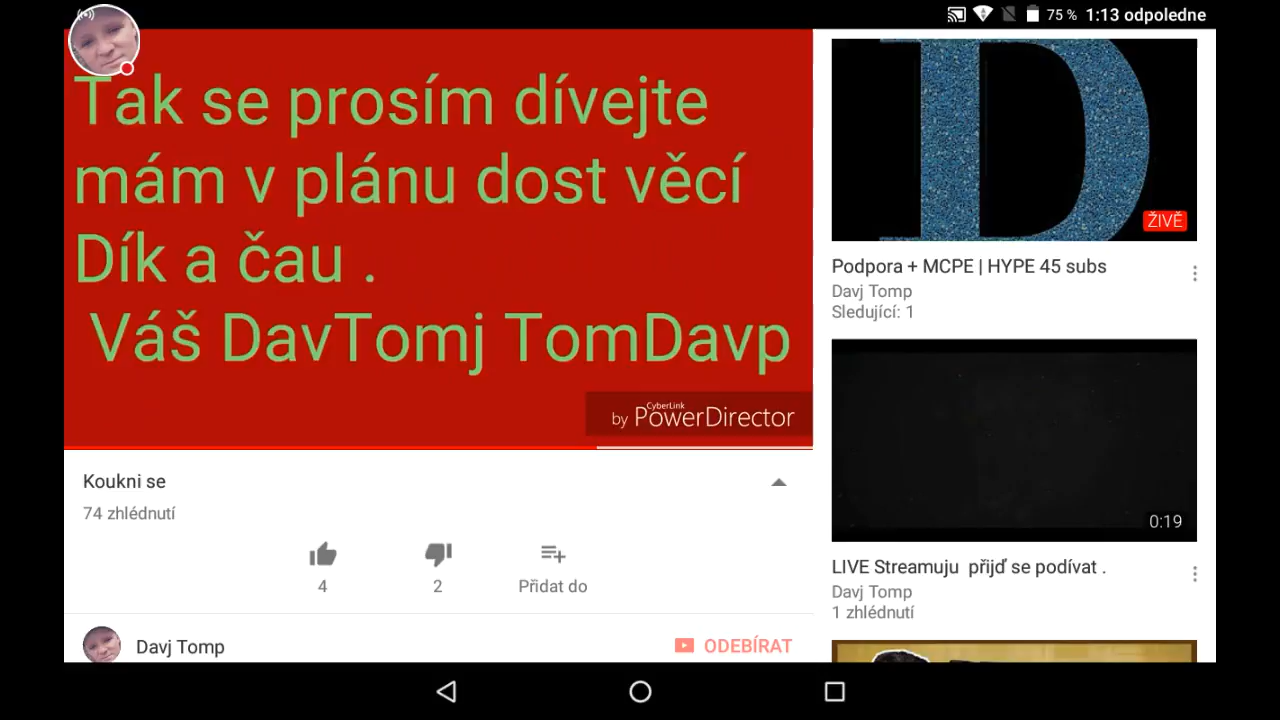 75 % 1:13 odpoledne
Tak se prosím dívejte
mám v plánu dost věcí
Dík a čau .
Váš DavTomj TomDavp
by CyberLink PowerDirector
Koukni se
74 zhlédnutí
4
2
Přidat do
Davj Tomp
ODEBÍRAT
D
ŽIVĚ
Podpora + MCPE | HYPE 45 subs
Davj Tomp
Sledující: 1
0:19
LIVE Streamuju přijď se podívat .
Davj Tomp
1 zhlédnutí